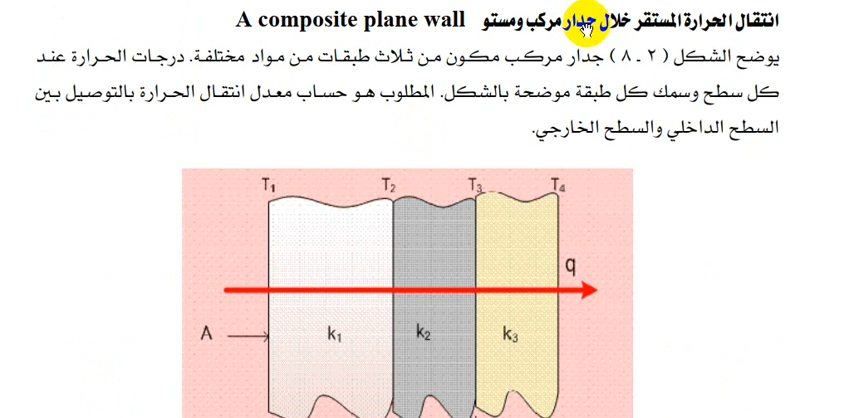 انتقال الحرارة المستقر خلال جدار مركب ومستو A composite plane wall
يوضح الشكل ( ٢ ـ ٨ ) جدار مركب مكون من ثلاث طبقات من مواد مختلفة. درجات الحرارة عند
كل سطح وسمك كل طبقة موضحة بالشكل. المطلوب هو حساب معدل انتقال الحرارة بالتوصيل بين
السطح الداخلي والسطح الخارجي.
T₁ T₂ T₃ T₄
q
A k₁ k₂ k₃